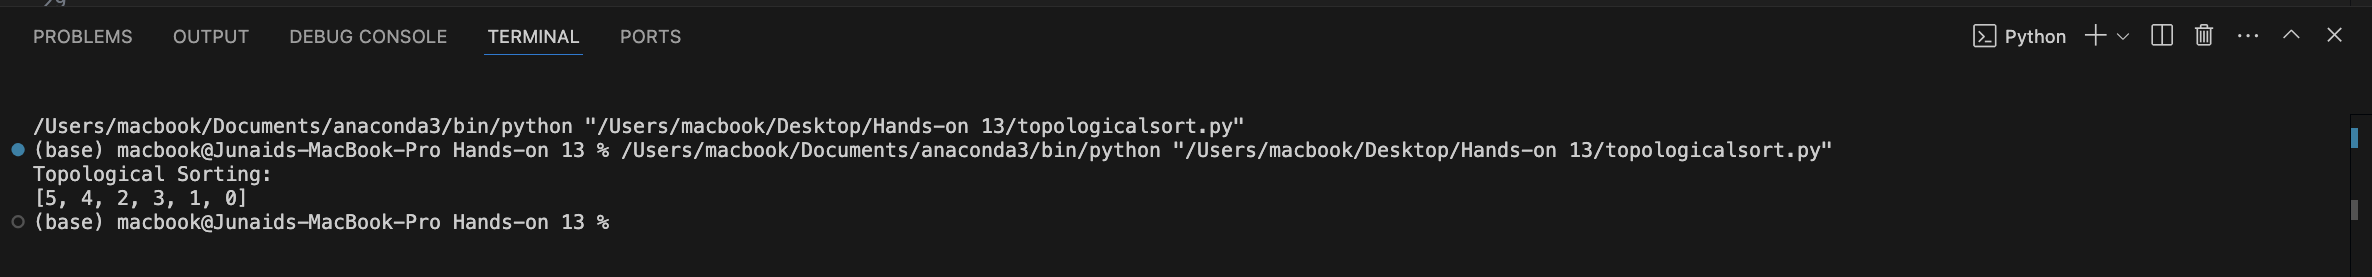 PROBLEMS OUTPUT DEBUG CONSOLE TERMINAL PORTS Python
/Users/macbook/Documents/anaconda3/bin/python "/Users/macbook/Desktop/Hands-on 13/topologicalsort.py"
(base) macbook@Junaids-MacBook-Pro Hands-on 13 % /Users/macbook/Documents/anaconda3/bin/python "/Users/macbook/Desktop/Hands-on 13/topologicalsort.py"
Topological Sorting:
[5, 4, 2, 3, 1, 0]
(base) macbook@Junaids-MacBook-Pro Hands-on 13 %